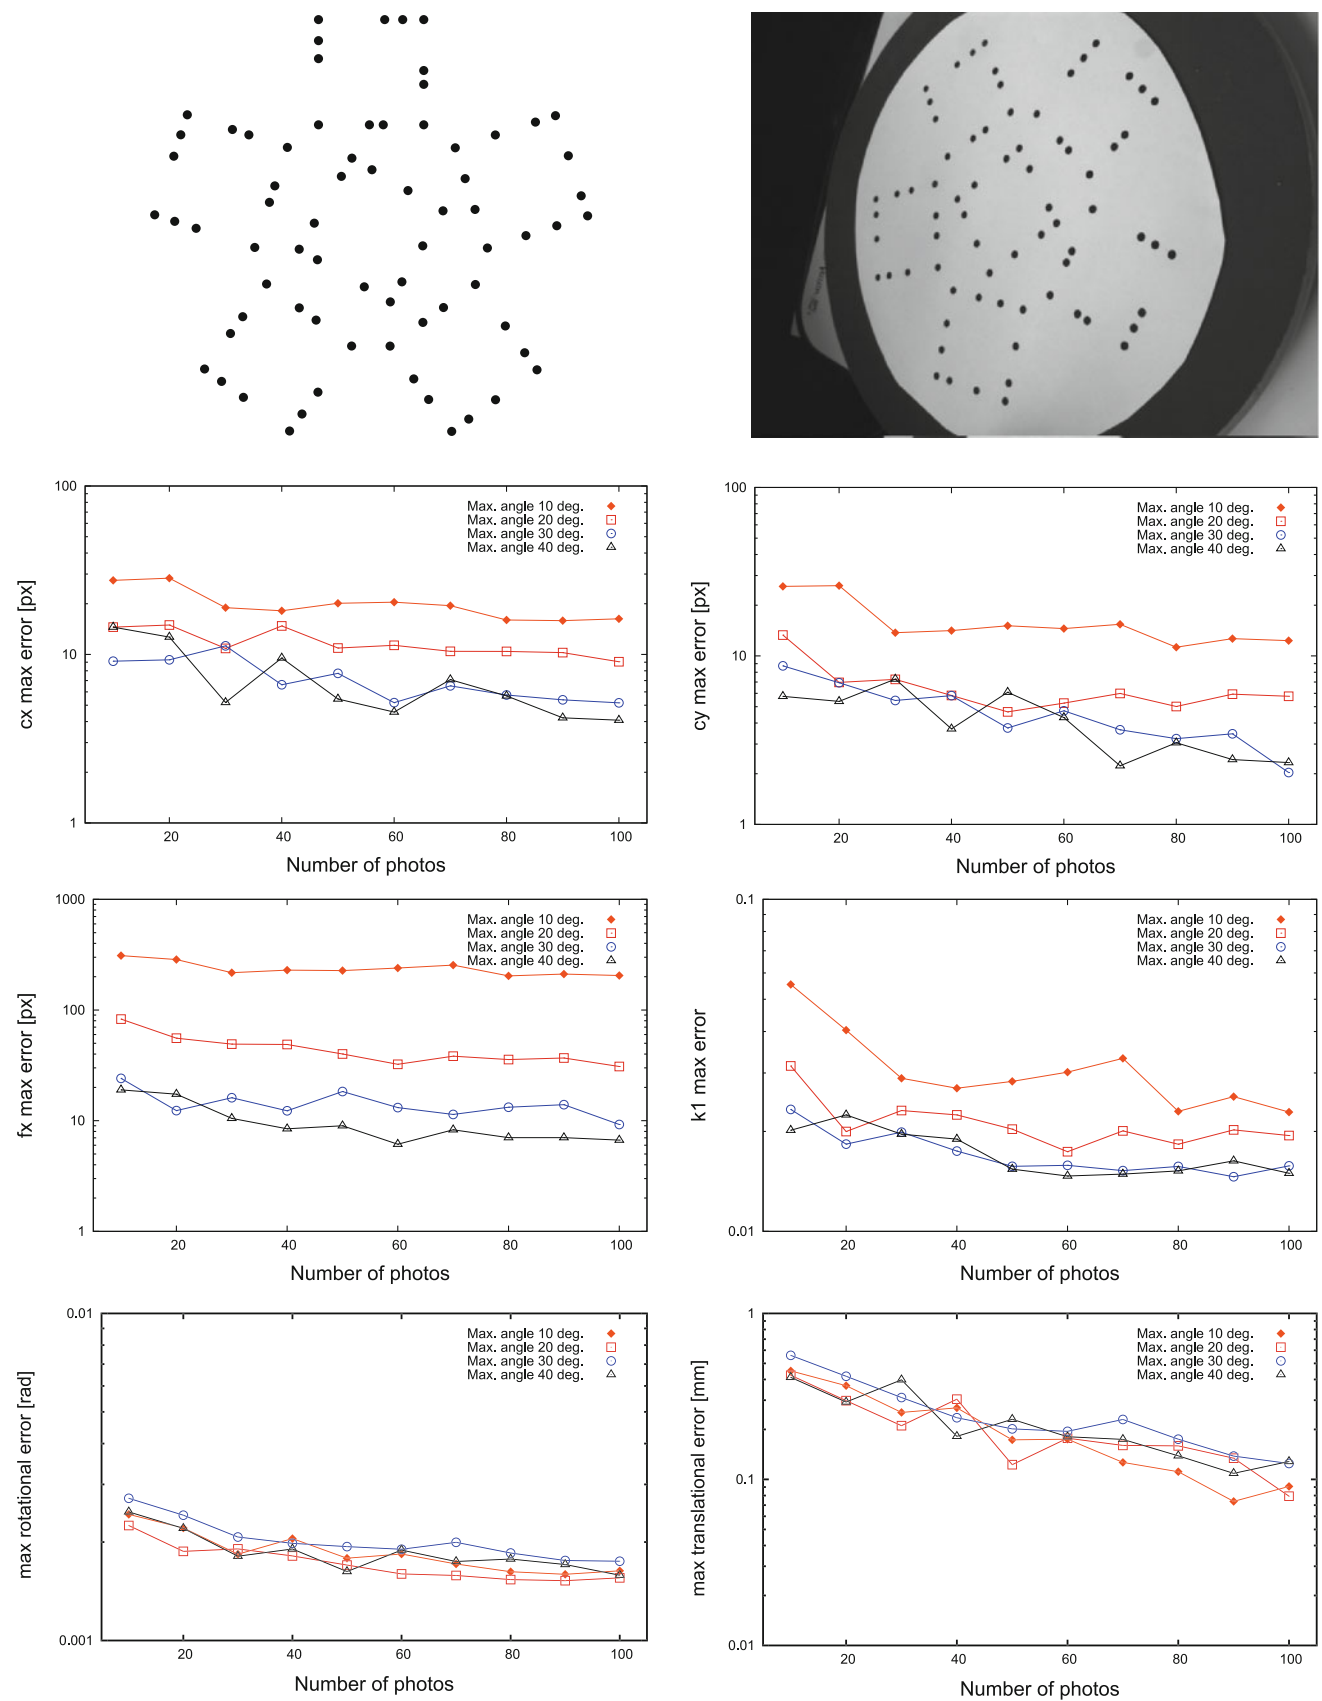 100
10
1
20
40
60
80
100
cx max error [px]
Number of photos
Max. angle 10 deg.
Max. angle 20 deg.
Max. angle 30 deg.
Max. angle 40 deg.
100
10
1
20
40
60
80
100
cy max error [px]
Number of photos
Max. angle 10 deg.
Max. angle 20 deg.
Max. angle 30 deg.
Max. angle 40 deg.
1000
100
10
1
20
40
60
80
100
fx max error [px]
Number of photos
Max. angle 10 deg.
Max. angle 20 deg.
Max. angle 30 deg.
Max. angle 40 deg.
0.1
0.01
20
40
60
80
100
k1 max error
Number of photos
Max. angle 10 deg.
Max. angle 20 deg.
Max. angle 30 deg.
Max. angle 40 deg.
0.01
0.001
20
40
60
80
100
max rotational error [rad]
Number of photos
Max. angle 10 deg.
Max. angle 20 deg.
Max. angle 30 deg.
Max. angle 40 deg.
1
0.1
0.01
20
40
60
80
100
max translational error [mm]
Number of photos
Max. angle 10 deg.
Max. angle 20 deg.
Max. angle 30 deg.
Max. angle 40 deg.